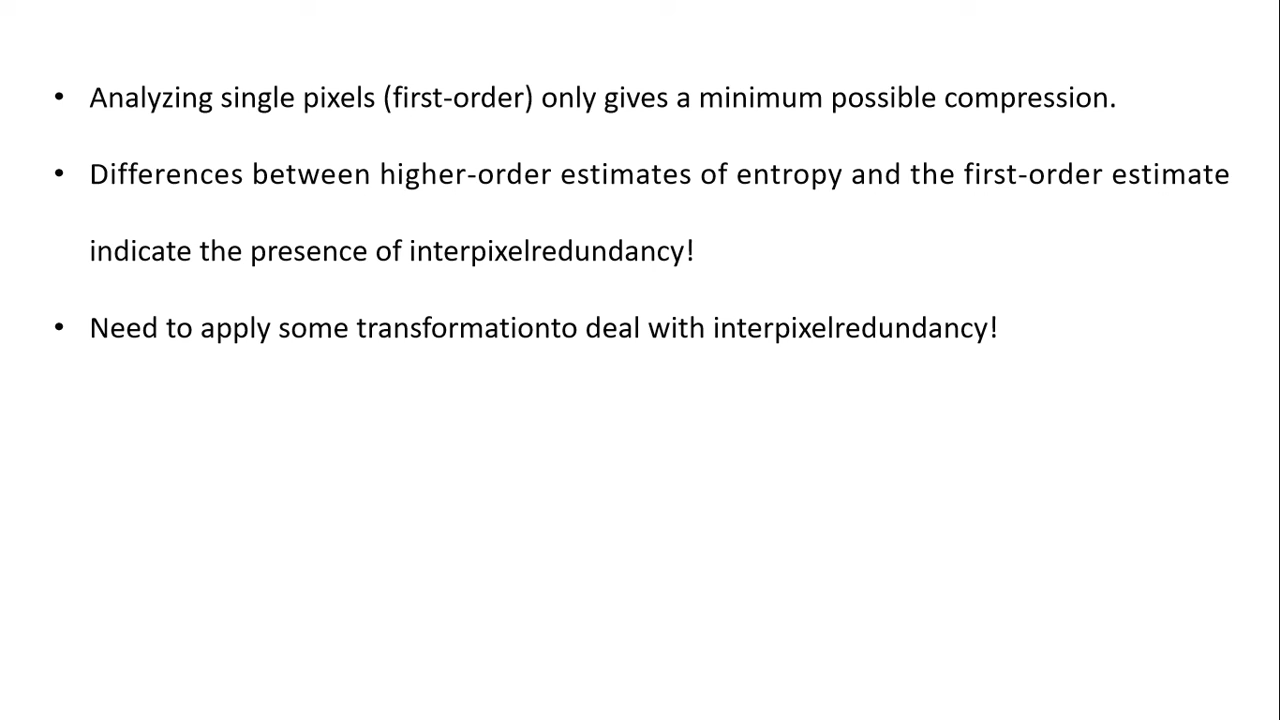 • Analyzing single pixels (first-order) only gives a minimum possible compression.
• Differences between higher-order estimates of entropy and the first-order estimate
indicate the presence of interpixelredundancy!
• Need to apply some transformationto deal with interpixelredundancy!